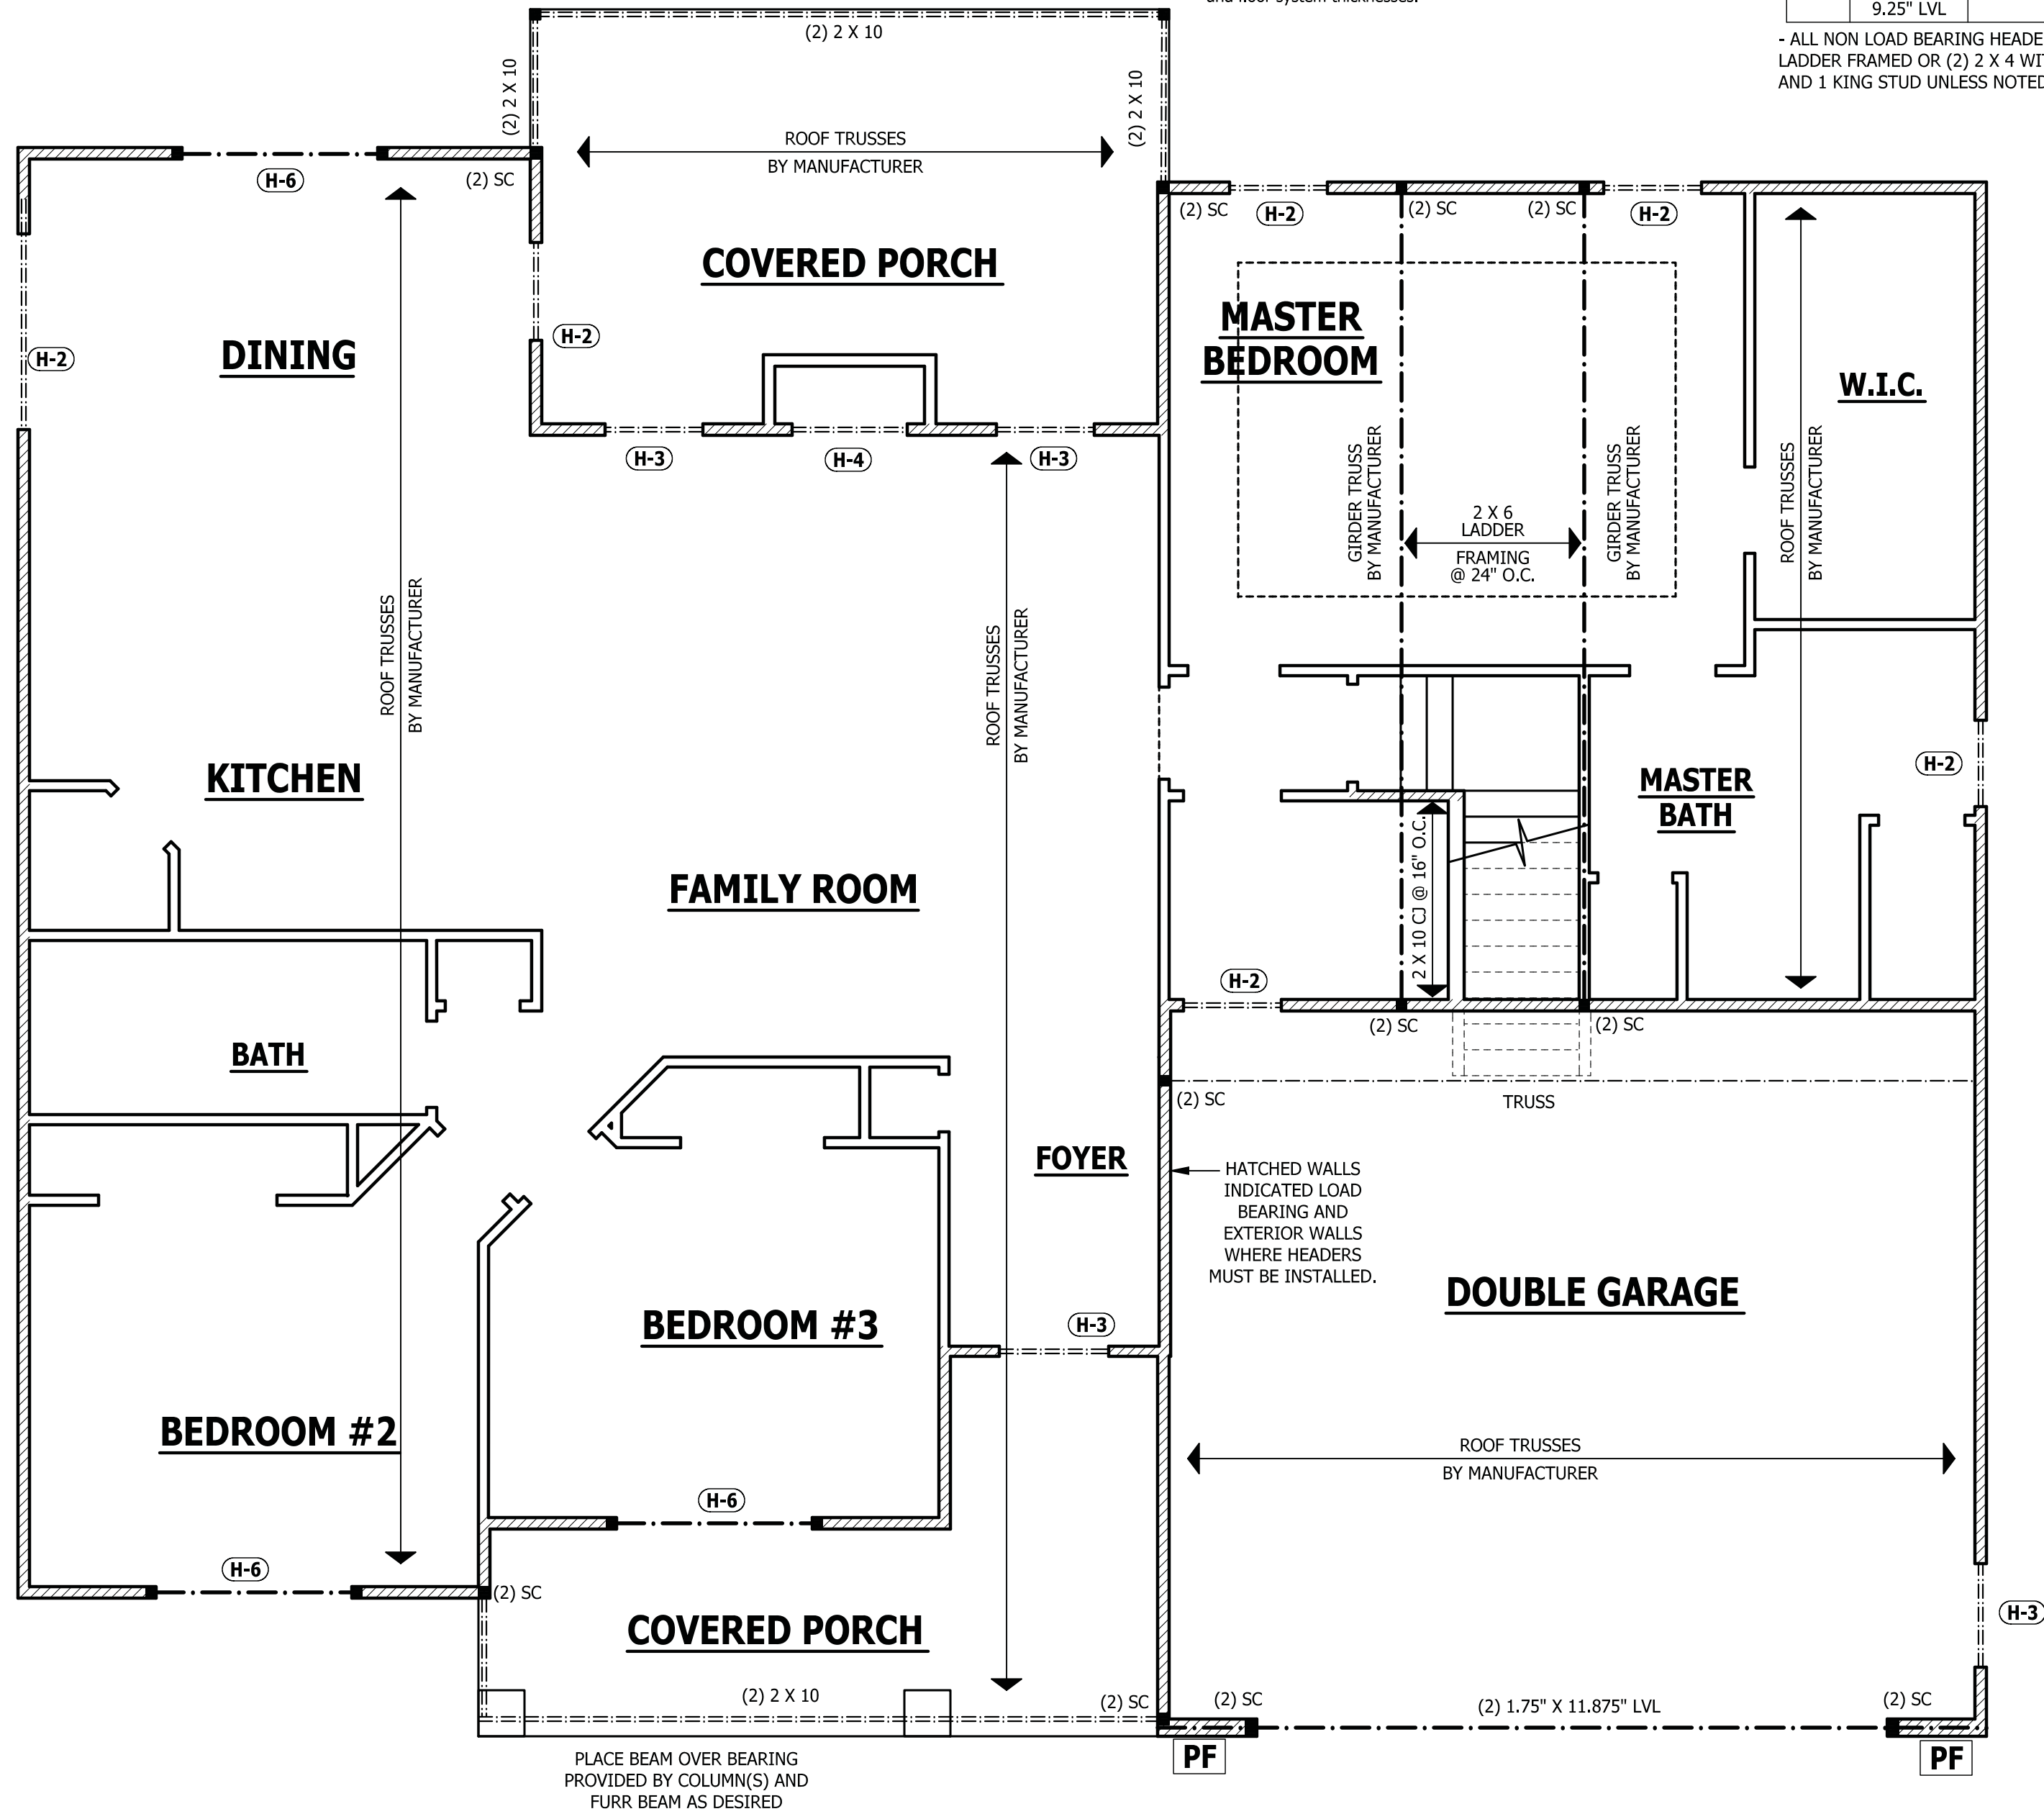 and floor system thicknesses.
9.25" LVL
- ALL NON LOAD BEARING HEADE
LADDER FRAMED OR (2) 2 X 4 WI
AND 1 KING STUD UNLESS NOTED
(2) 2 X 10
(2) 2 X 10
(2) 2 X 10
ROOF TRUSSES
BY MANUFACTURER
H-6
(2) SC
(2) SC
H-2
(2) SC
(2) SC
H-2
COVERED PORCH
MASTER
BEDROOM
H-2
DINING
H-2
W.I.C.
H-3
H-4
H-3
GIRDER TRUSS
BY MANUFACTURER
2 X 6
LADDER
FRAMING
@ 24" O.C.
GIRDER TRUSS
BY MANUFACTURER
ROOF TRUSSES
BY MANUFACTURER
ROOF TRUSSES
BY MANUFACTURER
ROOF TRUSSES
BY MANUFACTURER
KITCHEN
H-2
MASTER
BATH
FAMILY ROOM
2 X 10 CJ @ 16" O.C.
H-2
(2) SC
(2) SC
BATH
(2) SC
TRUSS
FOYER
HATCHED WALLS
INDICATED LOAD
BEARING AND
EXTERIOR WALLS
WHERE HEADERS
MUST BE INSTALLED.
DOUBLE GARAGE
H-3
BEDROOM #3
BEDROOM #2
ROOF TRUSSES
BY MANUFACTURER
H-6
H-6
(2) SC
H-3
COVERED PORCH
(2) 2 X 10
(2) SC
(2) SC
(2) 1.75" X 11.875" LVL
(2) SC
PF
PF
PLACE BEAM OVER BEARING
PROVIDED BY COLUMN(S) AND
FURR BEAM AS DESIRED